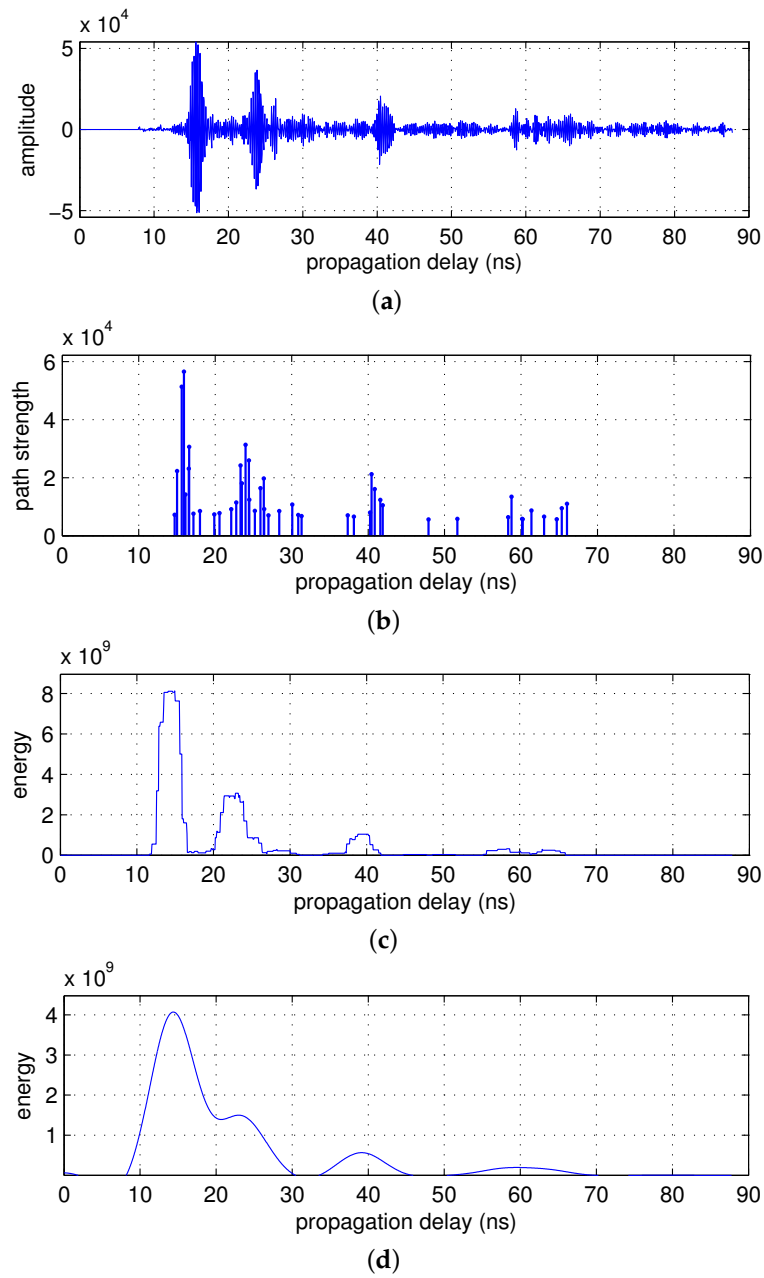 x 10^4
5
0
−5
amplitude
0 10 20 30 40 50 60 70 80 90
propagation delay (ns)
(a)
x 10^4
6
4
2
0
path strength
0 10 20 30 40 50 60 70 80 90
propagation delay (ns)
(b)
x 10^9
8
6
4
2
0
energy
0 10 20 30 40 50 60 70 80 90
propagation delay (ns)
(c)
x 10^9
4
3
2
1
energy
0 10 20 30 40 50 60 70 80 90
propagation delay (ns)
(d)